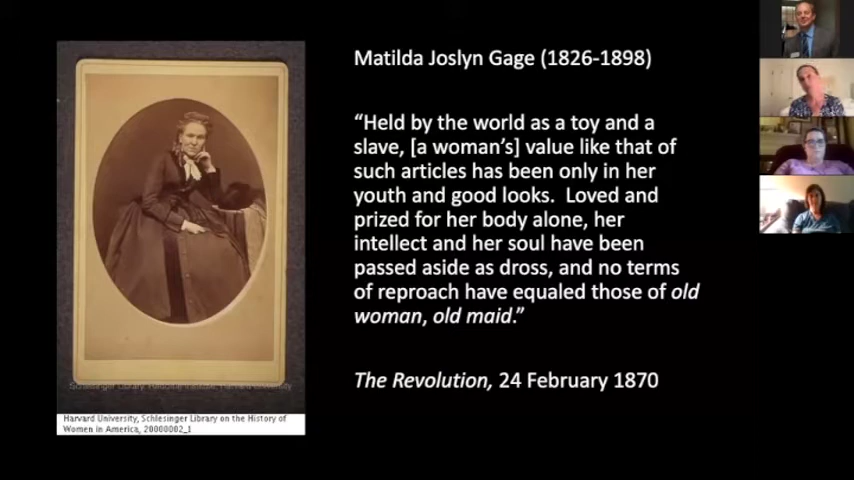 Matilda Joslyn Gage (1826-1898)
“Held by the world as a toy and a
slave, [a woman’s] value like that of
such articles has been only in her
youth and good looks.  Loved and
prized for her body alone, her
intellect and her soul have been
passed aside as dross, and no terms
of reproach have equaled those of old
woman, old maid.”
The Revolution, 24 February 1870
Harvard University
Harvard University, Schlesinger Library on the History of
Women in America, 20000002_1